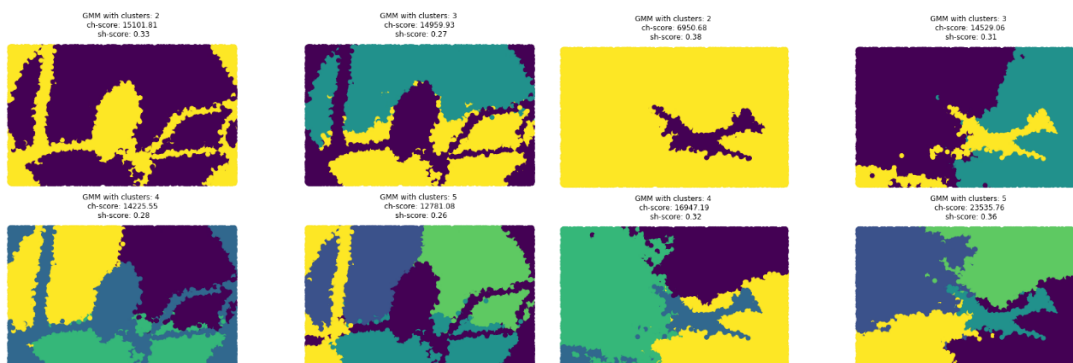 GMM with clusters: 2
ch-score: 15101.81
sh-score: 0.33
GMM with clusters: 3
ch-score: 14959.93
sh-score: 0.27
GMM with clusters: 2
ch-score: 6950.68
sh-score: 0.38
GMM with clusters: 3
ch-score: 14529.06
sh-score: 0.31
GMM with clusters: 4
ch-score: 14225.55
sh-score: 0.28
GMM with clusters: 5
ch-score: 12781.08
sh-score: 0.26
GMM with clusters: 4
ch-score: 16947.19
sh-score: 0.32
GMM with clusters: 5
ch-score: 23535.76
sh-score: 0.36